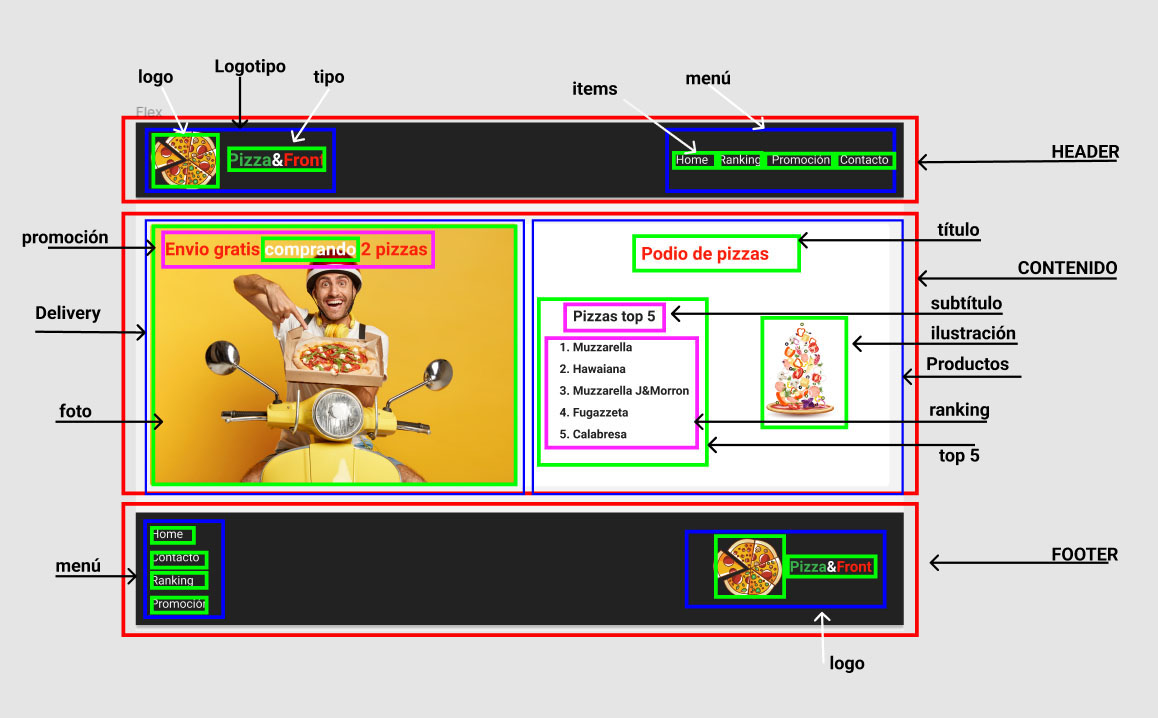 Logotipo
logo
tipo
menú
items
Flex
Pizza&Front
Home
Ranking
Promoción
Contacto
HEADER
promoción
Envio gratis comprando 2 pizzas
Podio de pizzas
título
CONTENIDO
Delivery
Pizzas top 5
subtítulo
ilustración
1. Muzzarella
2. Hawaiana
3. Muzzarella J&Morron
4. Fugazzeta
5. Calabresa
Productos
foto
ranking
top 5
Home
Contacto
Ranking
Promoción
menú
Pizza&Front
FOOTER
logo